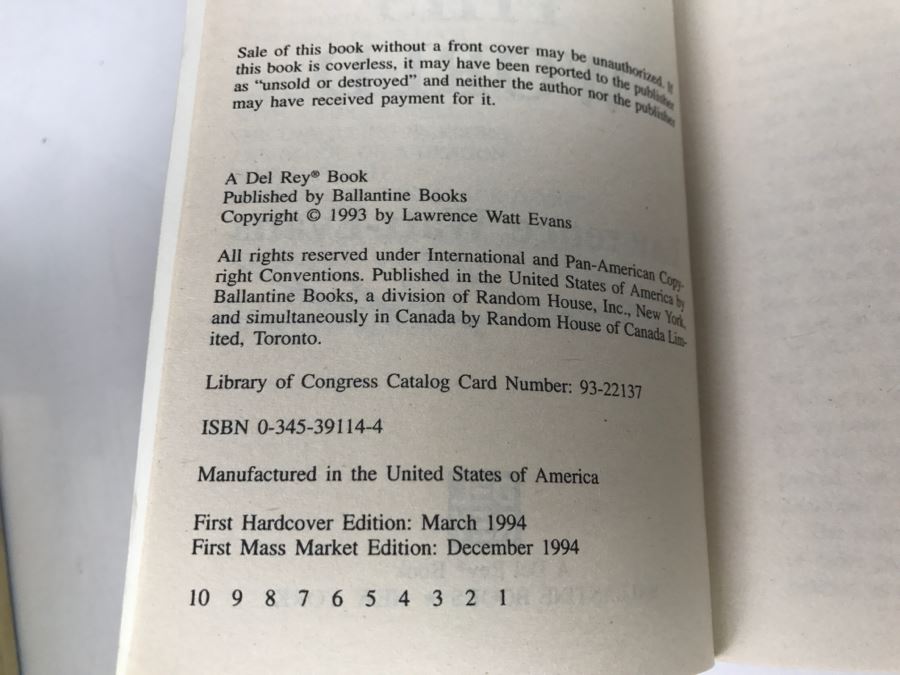 Sale of this book without a front cover may be unauthorized. If
this book is coverless, it may have been reported to the publisher
as “unsold or destroyed” and neither the author nor the publisher
may have received payment for it.
A Del Rey® Book
Published by Ballantine Books
Copyright © 1993 by Lawrence Watt Evans
All rights reserved under International and Pan-American Copy-
right Conventions. Published in the United States of America by
Ballantine Books, a division of Random House, Inc., New York,
and simultaneously in Canada by Random House of Canada Lim-
ited, Toronto.
Library of Congress Catalog Card Number: 93-22137
ISBN 0-345-39114-4
Manufactured in the United States of America
First Hardcover Edition: March 1994
First Mass Market Edition: December 1994
10 9 8 7 6 5 4 3 2 1